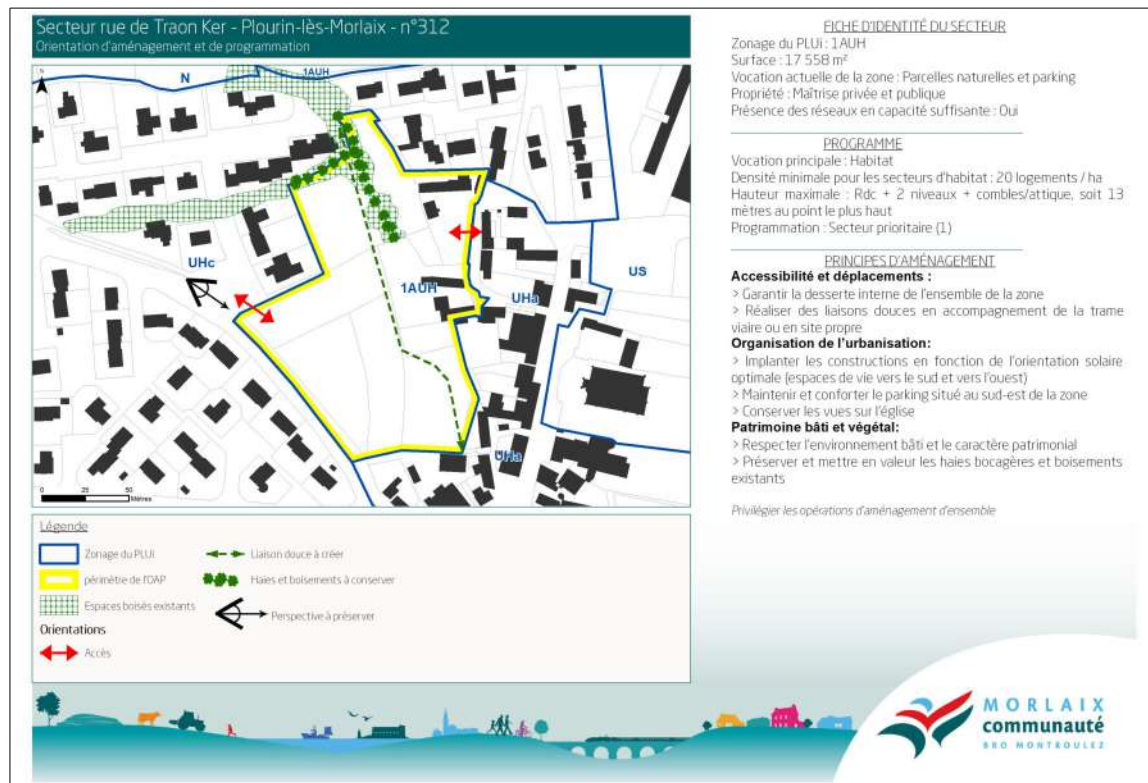 Secteur rue de Traon Ker - Plourin-lès-Morlaix - n°312
Orientation d'aménagement et de programmation
N
N
1AUH
UHc
1AUH
US
UHa
UHa
0 25 50
Mètres
Légende
Zonage du PLUi
périmètre de l'OAP
Espaces boisés existants
Orientations
Accès
Liaison douce à créer
Haies et boisements à conserver
Perspective à préserver
FICHE D'IDENTITÉ DU SECTEUR
Zonage du PLUi : 1AUH
Surface : 17 558 m²
Vocation actuelle de la zone : Parcelles naturelles et parking
Propriété : Maîtrise privée et publique
Présence des réseaux en capacité suffisante : Oui
PROGRAMME
Vocation principale : Habitat
Densité minimale pour les secteurs d'habitat : 20 logements / ha
Hauteur maximale : Rdc + 2 niveaux + combles/attique, soit 13
mètres au point le plus haut
Programmation : Secteur prioritaire (1)
PRINCIPES D'AMÉNAGEMENT
Accessibilité et déplacements :
> Garantir la desserte interne de l'ensemble de la zone
> Réaliser des liaisons douces en accompagnement de la trame
viaire ou en site propre
Organisation de l'urbanisation:
> Implanter les constructions en fonction de l'orientation solaire
optimale (espaces de vie vers le sud et vers l'ouest)
> Maintenir et conforter le parking situé au sud-est de la zone
> Conserver les vues sur l'église
Patrimoine bâti et végétal:
> Respecter l'environnement bâti et le caractère patrimonial
> Préserver et mettre en valeur les haies bocagères et boisements
existants
Privilégier les opérations d'aménagement d'ensemble
MORLAIX
communauté
BRO MONTROULEZ